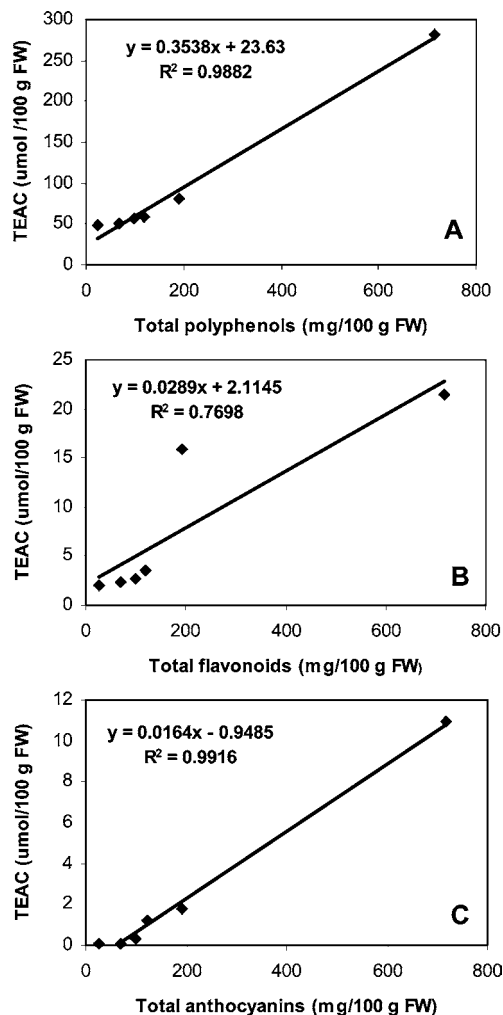 300
250
200
150
100
50
0
TEAC (umol /100 g FW)
y = 0.3538x + 23.63
R² = 0.9882
A
0 200 400 600 800
Total polyphenols (mg/100 g FW)
25
20
15
10
5
0
TEAC (umol/100 g FW)
y = 0.0289x + 2.1145
R² = 0.7698
B
0 200 400 600 800
Total flavonoids (mg/100 g FW)
12
10
8
6
4
2
0
TEAC (umol/100 g FW)
y = 0.0164x - 0.9485
R² = 0.9916
C
0 200 400 600 800
Total anthocyanins (mg/100 g FW)